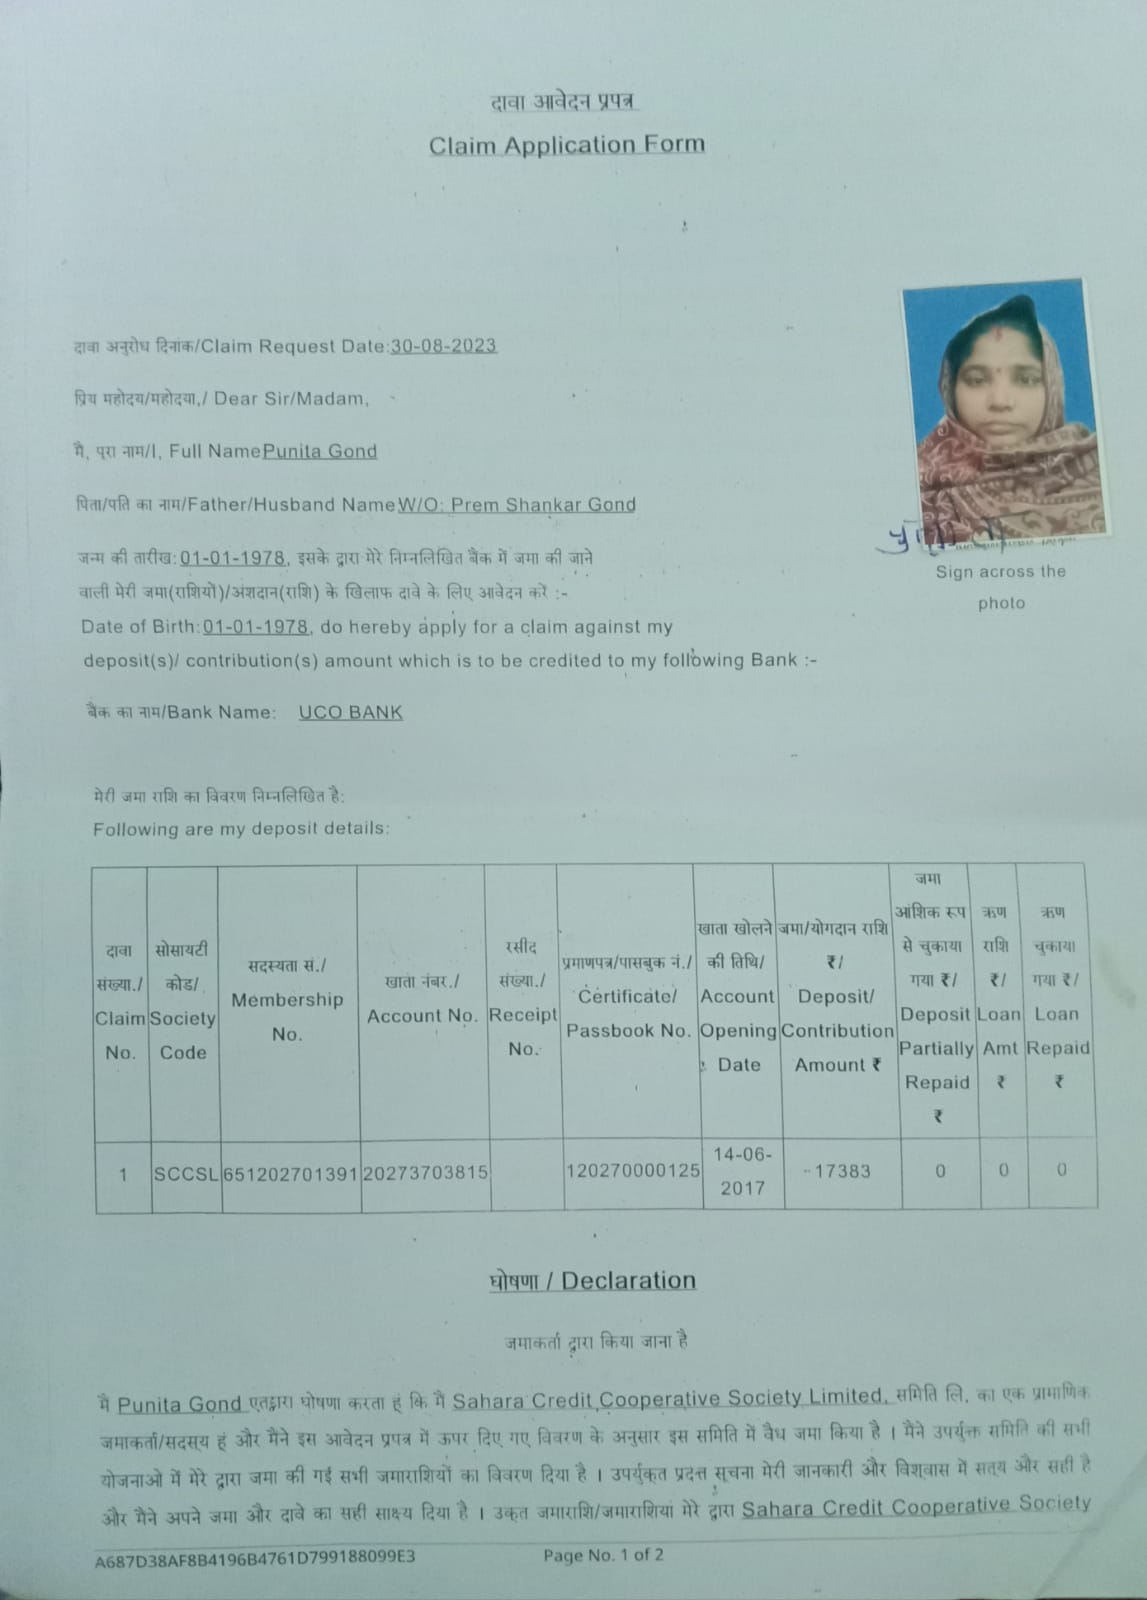 दावा आवेदन प्रपत्र
Claim Application Form
दावा अनुरोध दिनांक/Claim Request Date:30-08-2023
प्रिय महोदय/महोदया,/ Dear Sir/Madam,
मै, पूरा नाम/I, Full NamePunita Gond
पिता/पति का नाम/Father/Husband NameW/O: Prem Shankar Gond
जन्म की तारीख:01-01-1978, इसके द्वारा मेरे निम्नलिखित बैंक में जमा की जाने
वाली मेरी जमा(राशियों)/अंशदान(राशि) के खिलाफ दावे के लिए आवेदन करें :-
Date of Birth:01-01-1978, do hereby apply for a claim against my
deposit(s)/ contribution(s) amount which is to be credited to my following Bank :-
Sign across the
photo
बैंक का नाम/Bank Name: UCO BANK
मेरी जमा राशि का विवरण निम्नलिखित है:
Following are my deposit details:
दावा संख्या./ Claim No.
सोसायटी कोड/ Society Code
सदस्यता सं./ Membership No.
खाता नंबर./ Account No.
रसीद संख्या./ Receipt No.
प्रमाणपत्र/पासबुक नं./ Certificate/ Passbook No.
खाता खोलने की तिथि/ Account Opening Date
जमा/योगदान राशि ₹/ Deposit/ Contribution Amount ₹
जमा आंशिक रूप से चुकाया गया ₹/ Deposit Partially Repaid ₹
ऋण राशि ₹/ Loan Amt ₹
ऋण चुकाया गया ₹/ Loan Repaid ₹
1 SCCSL 651202701391 20273703815 120270000125 14-06-2017 17383 0 0 0
घोषणा / Declaration
जमाकर्ता द्वारा किया जाना है
मै Punita Gond एतद्वारा घोषणा करता हूं कि मैं Sahara Credit Cooperative Society Limited, समिति लि, का एक प्रामाणिक
जमाकर्ता/सदस्य हूं और मैंने इस आवेदन प्रपत्र में ऊपर दिए गए विवरण के अनुसार इस समिति में वैध जमा किया है । मैने उपर्युक्त समिति की सभी
योजनाओ में मेरे द्वारा जमा की गई सभी जमाराशियों का विवरण दिया है । उपर्युक्त प्रदत्त सूचना मेरी जानकारी और विश्वास में सत्य और सही है
और मैंने अपने जमा और दावे का सही साक्ष्य दिया है । उक्त जमाराशि/जमाराशियां मेरे द्वारा Sahara Credit Cooperative Society
A687D38AF8B4196B4761D799188099E3 Page No. 1 of 2